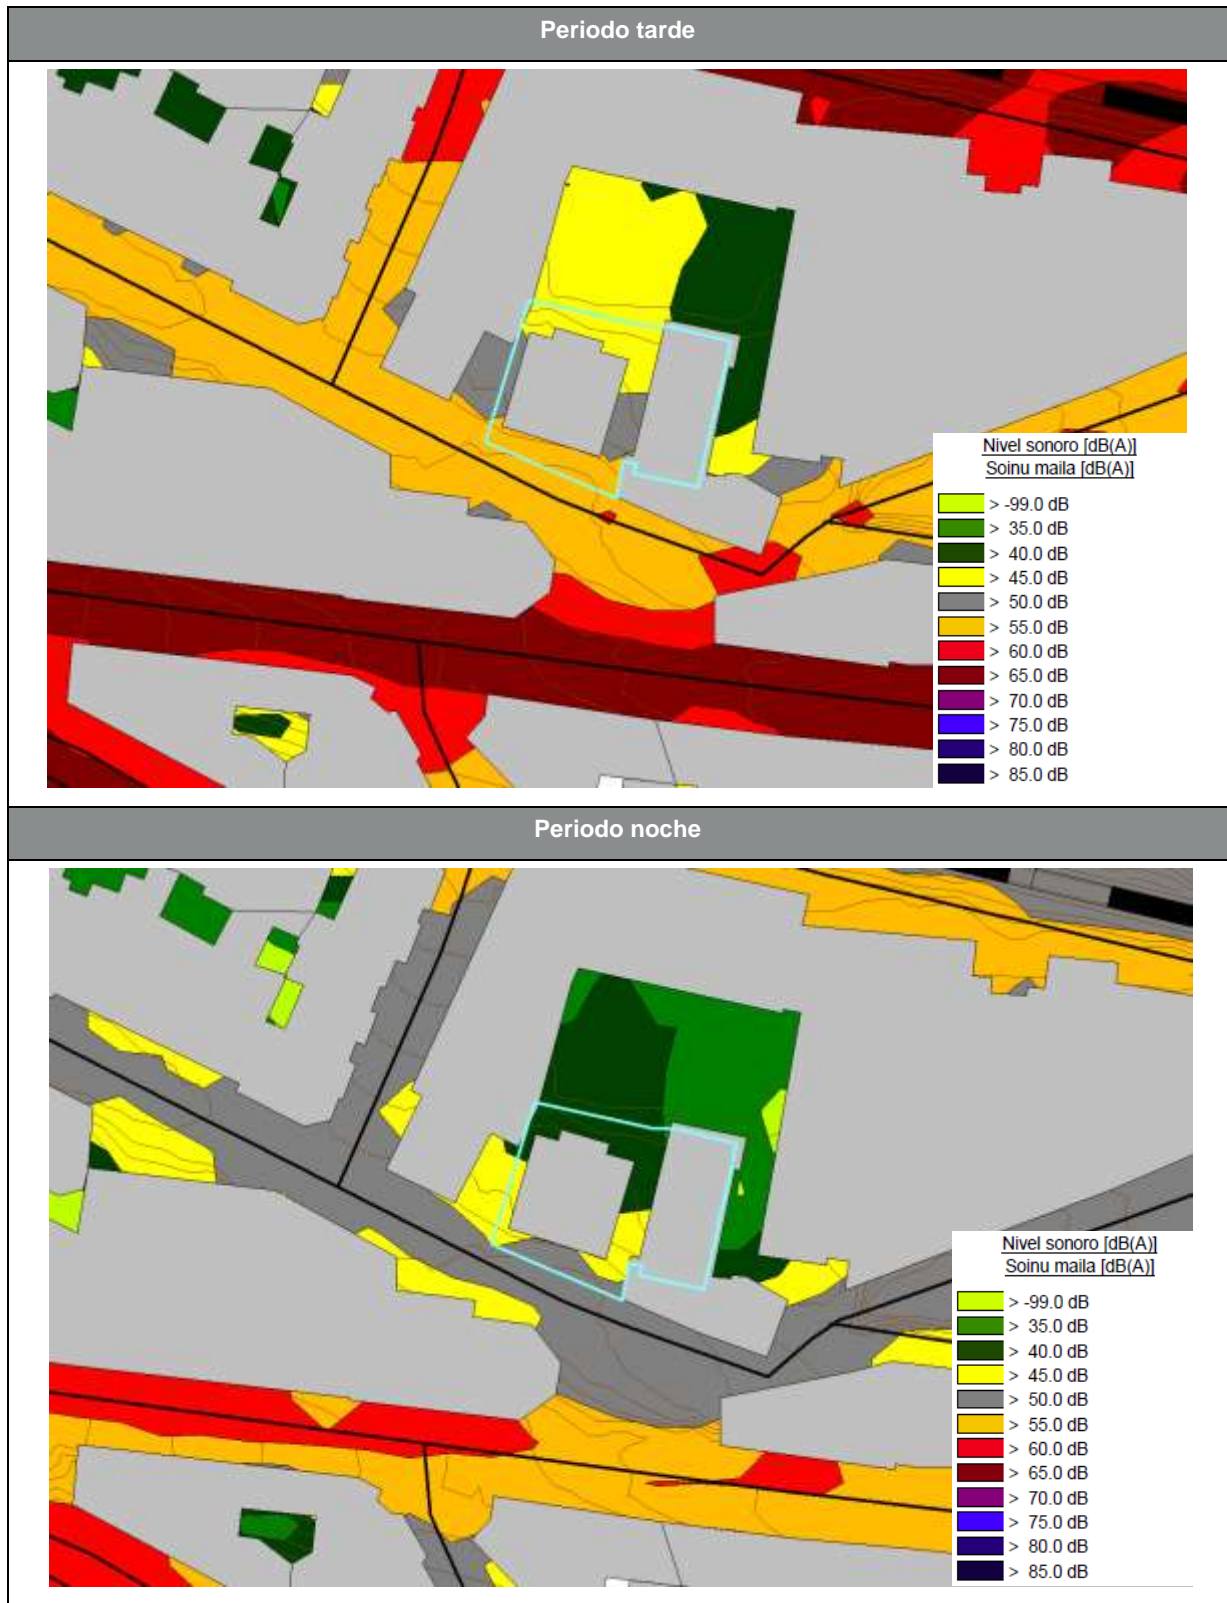 Periodo tarde
Nivel sonoro [dB(A)]
Soinu maila [dB(A)]
> -99.0 dB
> 35.0 dB
> 40.0 dB
> 45.0 dB
> 50.0 dB
> 55.0 dB
> 60.0 dB
> 65.0 dB
> 70.0 dB
> 75.0 dB
> 80.0 dB
> 85.0 dB
Periodo noche
Nivel sonoro [dB(A)]
Soinu maila [dB(A)]
> -99.0 dB
> 35.0 dB
> 40.0 dB
> 45.0 dB
> 50.0 dB
> 55.0 dB
> 60.0 dB
> 65.0 dB
> 70.0 dB
> 75.0 dB
> 80.0 dB
> 85.0 dB